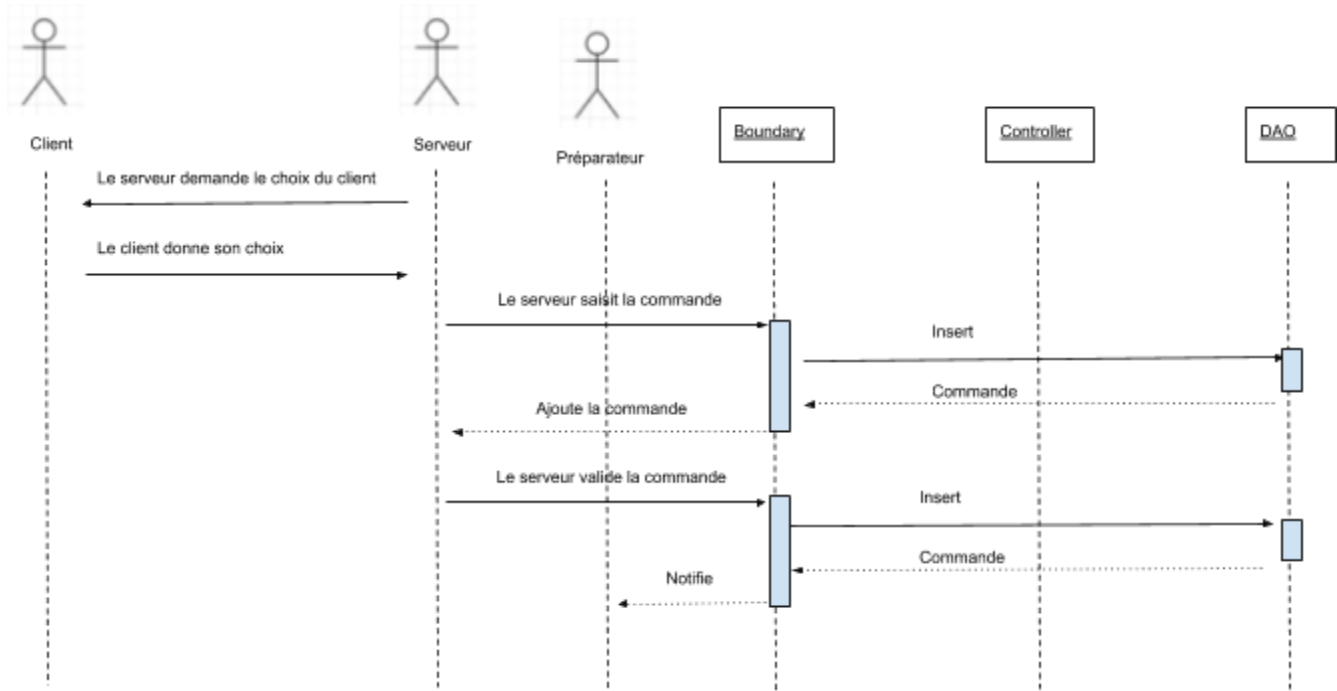 Boundary
Controller
DAO
Client
Serveur
Préparateur
Le serveur demande le choix du client
Le client donne son choix
Le serveur saisit la commande
Insert
Commande
Ajoute la commande
Le serveur valide la commande
Insert
Commande
Notifie